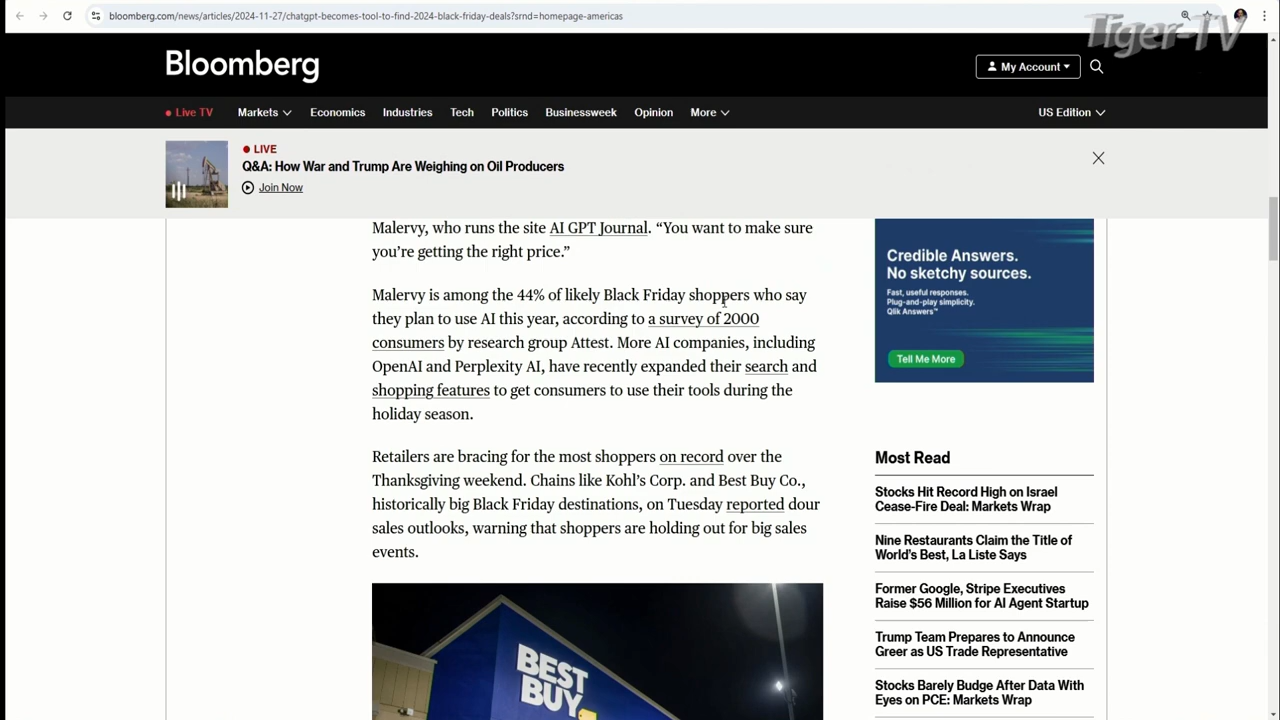 bloomberg.com/news/articles/2024-11-27/chatgpt-becomes-tool-to-find-2024-black-friday-deals?srnd=homepage-americas
Tiger-TV
Bloomberg
My Account
Live TV
Markets
Economics
Industries
Tech
Politics
Businessweek
Opinion
More
US Edition
LIVE
Q&A: How War and Trump Are Weighing on Oil Producers
Join Now
Malervy, who runs the site AI GPT Journal. “You want to make sure
you’re getting the right price.”
Malervy is among the 44% of likely Black Friday shoppers who say
they plan to use AI this year, according to a survey of 2000
consumers by research group Attest. More AI companies, including
OpenAI and Perplexity AI, have recently expanded their search and
shopping features to get consumers to use their tools during the
holiday season.
Retailers are bracing for the most shoppers on record over the
Thanksgiving weekend. Chains like Kohl’s Corp. and Best Buy Co.,
historically big Black Friday destinations, on Tuesday reported dour
sales outlooks, warning that shoppers are holding out for big sales
events.
BEST
BUY
Credible Answers.
No sketchy sources.
Fast, useful responses.
Plug-and-play simplicity.
Qlik Answers™
Tell Me More
Most Read
Stocks Hit Record High on Israel
Cease-Fire Deal: Markets Wrap
Nine Restaurants Claim the Title of
World’s Best, La Liste Says
Former Google, Stripe Executives
Raise $56 Million for AI Agent Startup
Trump Team Prepares to Announce
Greer as US Trade Representative
Stocks Barely Budge After Data With
Eyes on PCE: Markets Wrap